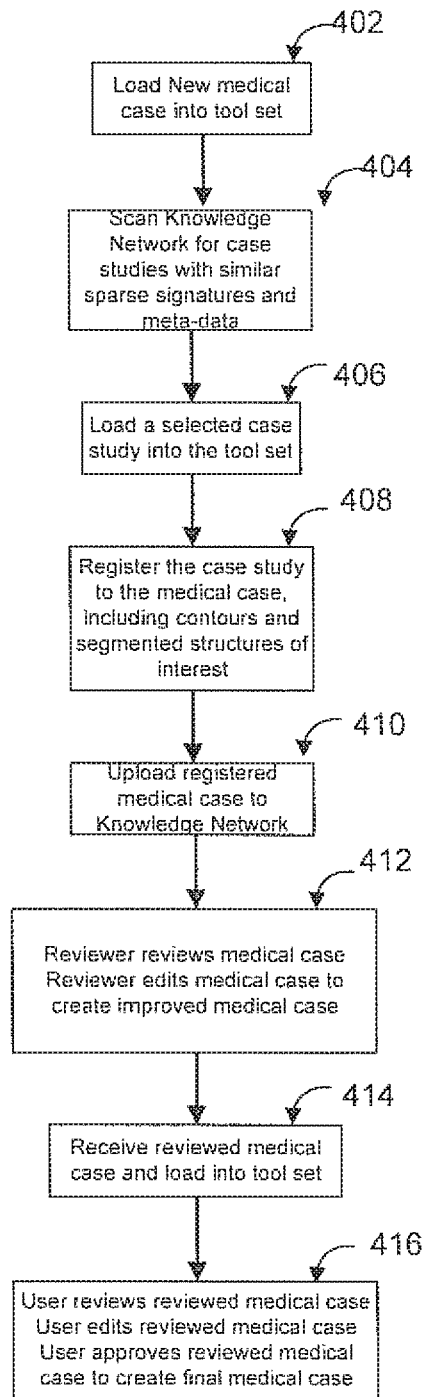 402
Load New medical
case into tool set
404
Scan Knowledge
Network for case
studies with similar
sparse signatures and
meta-data
406
Load a selected case
study into the tool set
408
Register the case study
to the medical case,
including contours and
segmented structures of
interest
410
Upload registered
medical case to
Knowledge Network
412
Reviewer reviews medical case
Reviewer edits medical case to
create improved medical case
414
Receive reviewed medical
case and load into tool set
416
User reviews reviewed medical case
User edits reviewed medical case
User approves reviewed medical
case to create final medical case